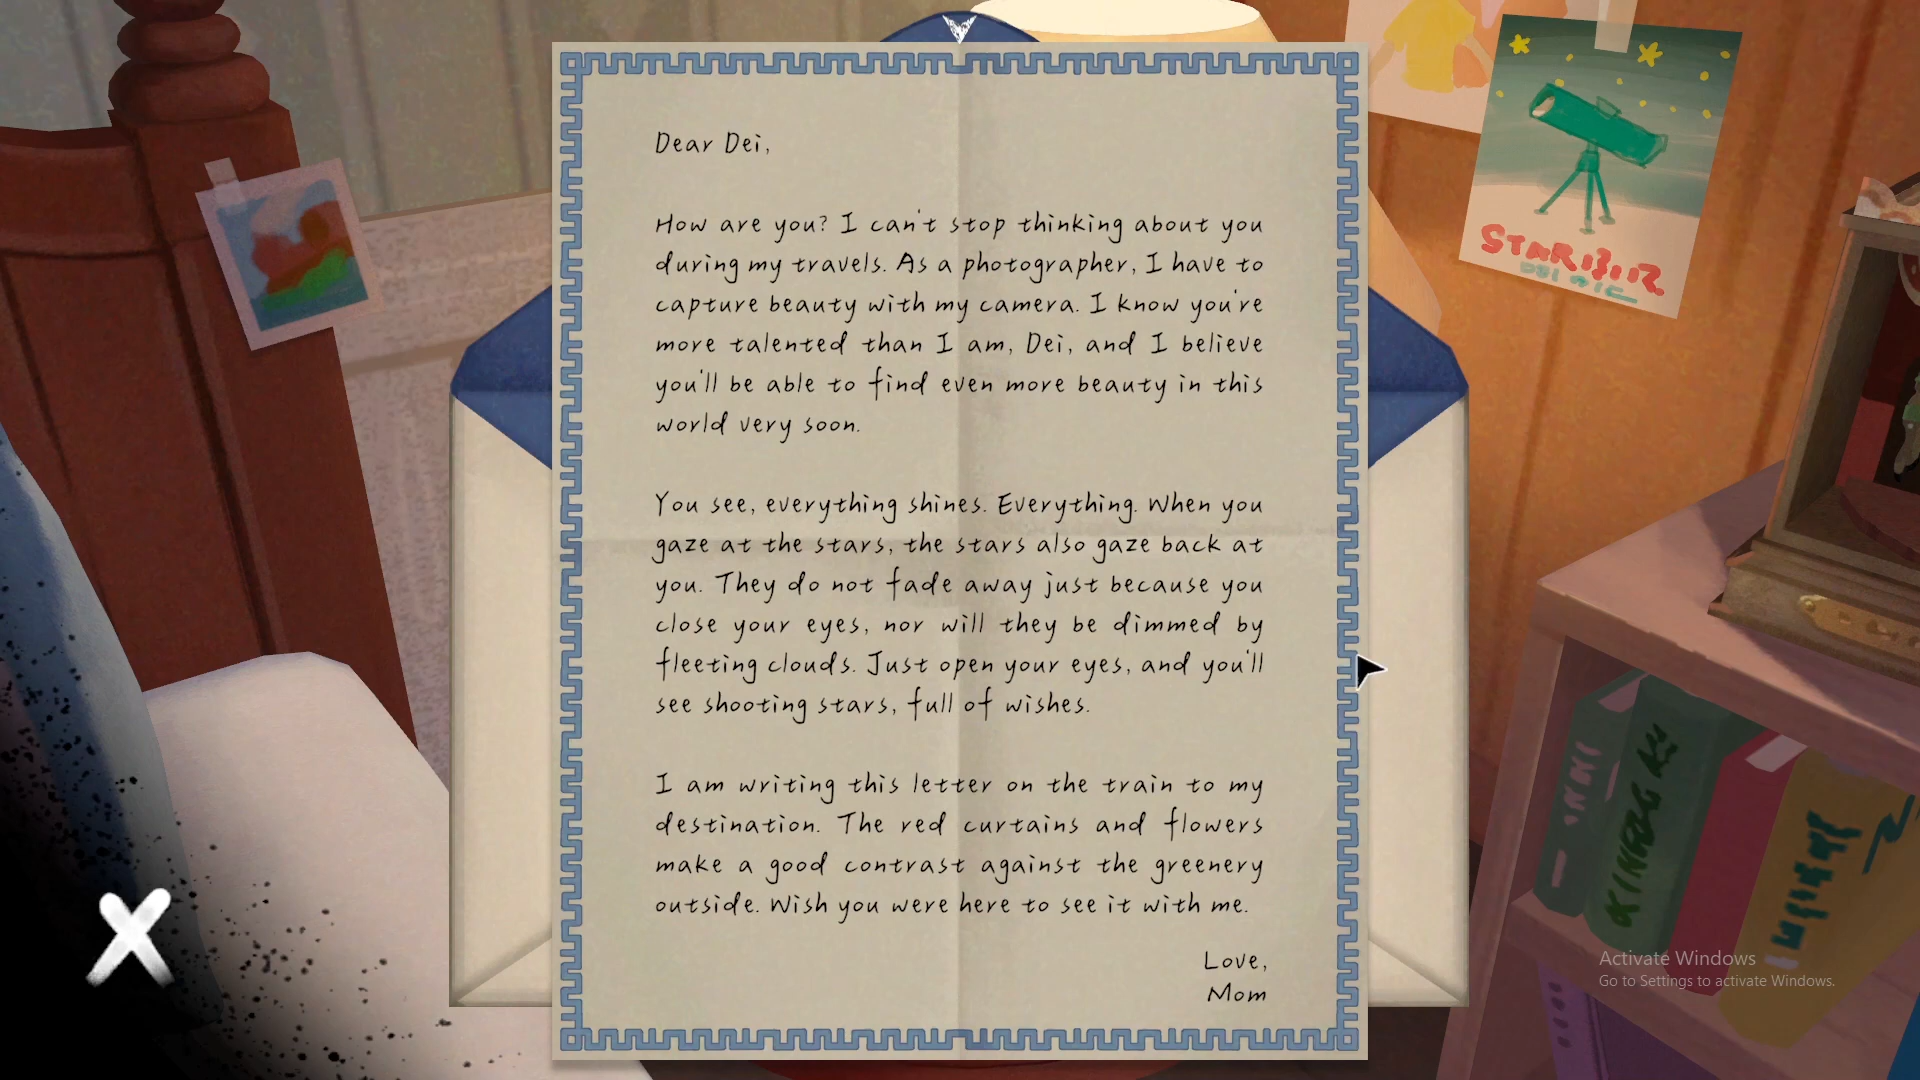 Dear Dei,
How are you? I can't stop thinking about you
during my travels. As a photographer, I have to
capture beauty with my camera. I know you're
more talented than I am, Dei, and I believe
you'll be able to find even more beauty in this
world very soon.
You see, everything shines. Everything. When you
gaze at the stars, the stars also gaze back at
you. They do not fade away just because you
close your eyes, nor will they be dimmed by
fleeting clouds. Just open your eyes, and you'll
see shooting stars, full of wishes.
I am writing this letter on the train to my
destination. The red curtains and flowers
make a good contrast against the greenery
outside. Wish you were here to see it with me.
Love,
Mom
Activate Windows
Go to Settings to activate Windows.